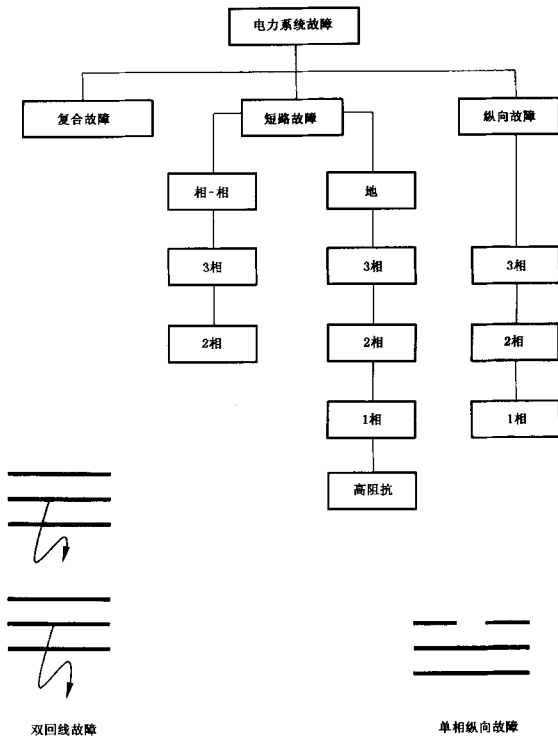 电力系统故障
复合故障
短路故障
纵向故障
相-相
地
3相
3相
3相
2相
2相
2相
1相
1相
高阻抗
双回线故障
单相纵向故障